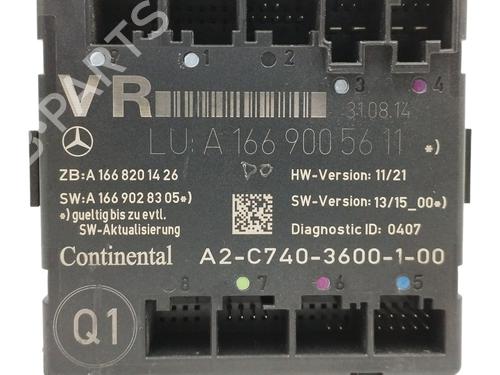 9 1 2 3 4
VR
31.08.14
LU: A 166 900 56 11 *)
ZB: A 166 820 14 26
HW-Version: 11/21
SW: A 166 902 83 05*)
SW-Version: 13/15_00*)
*) gueltig bis zu evtl.
SW-Aktualisierung
Diagnostic ID: 0407
Continental A2-C740-3600-1-00
8 7 6 5
Q1
B-PARTS